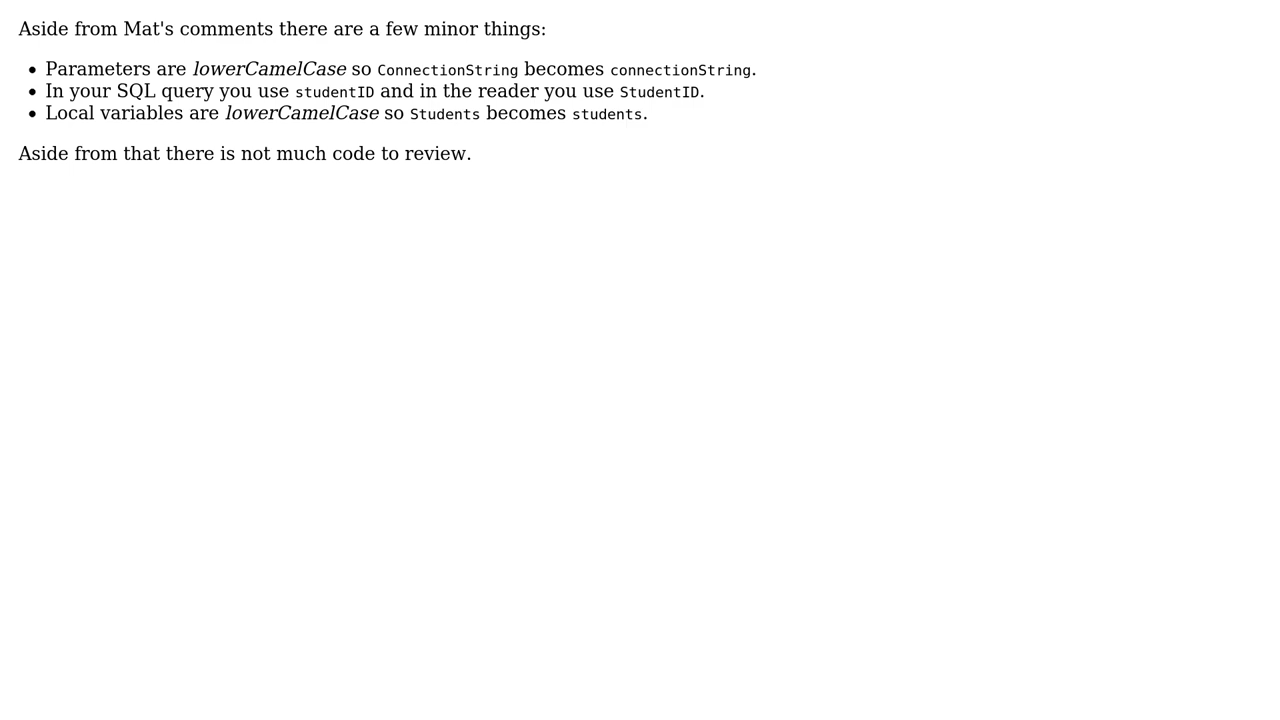 Aside from Mat's comments there are a few minor things:
• Parameters are lowerCamelCase so ConnectionString becomes connectionString.
• In your SQL query you use studentID and in the reader you use StudentID.
• Local variables are lowerCamelCase so Students becomes students.
Aside from that there is not much code to review.